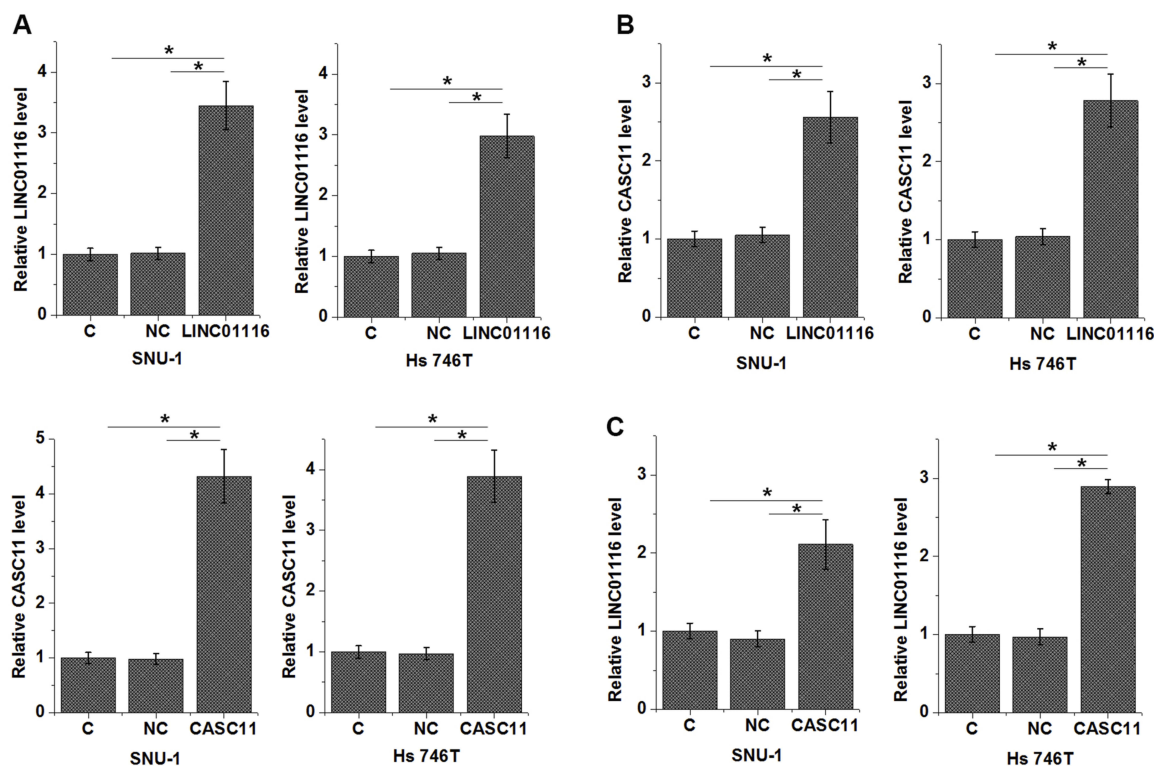 A
Relative LINC01116 level
4
3
2
1
0
*
*
C NC LINC01116
SNU-1
Relative LINC01116 level
4
3
2
1
0
*
*
C NC LINC01116
Hs 746T
B
Relative CASC11 level
3
2
1
0
*
*
C NC LINC01116
SNU-1
Relative CASC11 level
3
2
1
0
*
*
C NC LINC01116
Hs 746T
Relative CASC11 level
5
4
3
2
1
0
*
*
C NC CASC11
SNU-1
Relative CASC11 level
4
3
2
1
0
*
*
C NC CASC11
Hs 746T
C
Relative LINC01116 level
3
2
1
0
*
*
C NC CASC11
SNU-1
Relative LINC01116 level
3
2
1
0
*
*
C NC CASC11
Hs 746T